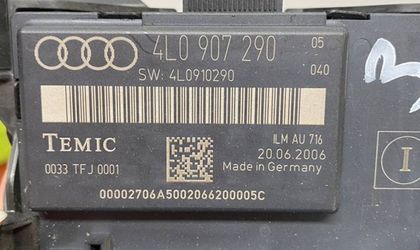 4L0 907 290 05
SW: 4L0910290 040
TEMIC ILM AU 716
20.06.2006
0033 TFJ 0001 Made in Germany
00002706A5002066200005C
I